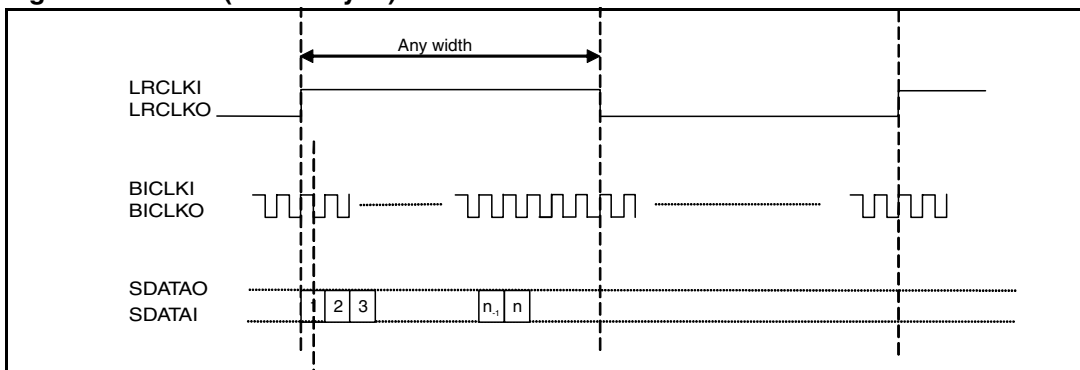 Any width
LRCLKI
LRCLKO
BICLKI
BICLKO
SDATAO
SDATAI
1 2 3 n-1 n